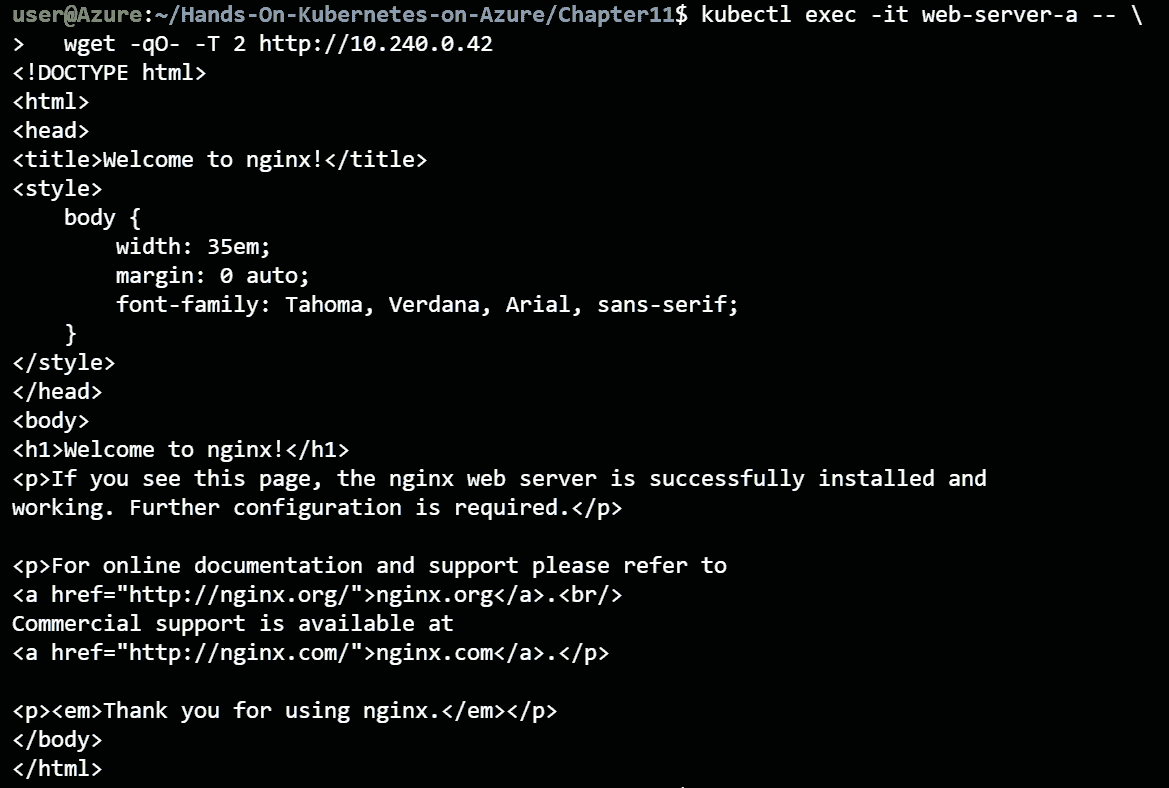 user@Azure:~/Hands-On-Kubernetes-on-Azure/Chapter11$ kubectl exec -it web-server-a -- \
>   wget -qO- -T 2 http://10.240.0.42
<!DOCTYPE html>
<html>
<head>
<title>Welcome to nginx!</title>
<style>
    body {
        width: 35em;
        margin: 0 auto;
        font-family: Tahoma, Verdana, Arial, sans-serif;
    }
</style>
</head>
<body>
<h1>Welcome to nginx!</h1>
<p>If you see this page, the nginx web server is successfully installed and
working. Further configuration is required.</p>

<p>For online documentation and support please refer to
<a href="http://nginx.org/">nginx.org</a>.<br/>
Commercial support is available at
<a href="http://nginx.com/">nginx.com</a>.</p>

<p><em>Thank you for using nginx.</em></p>
</body>
</html>